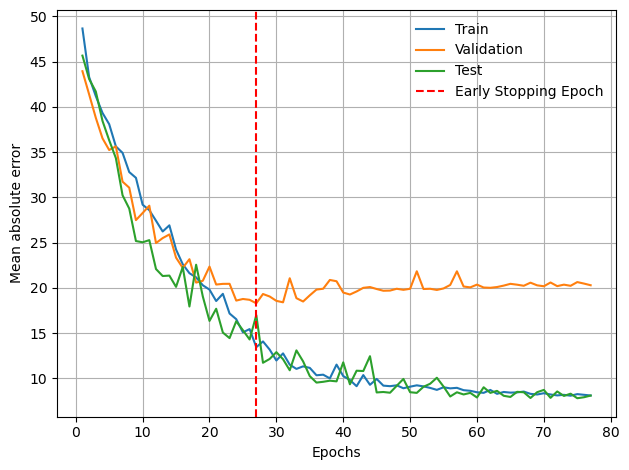 50
45
40
35
30
25
20
15
10
Mean absolute error
Train
Validation
Test
Early Stopping Epoch
0 10 20 30 40 50 60 70 80
Epochs